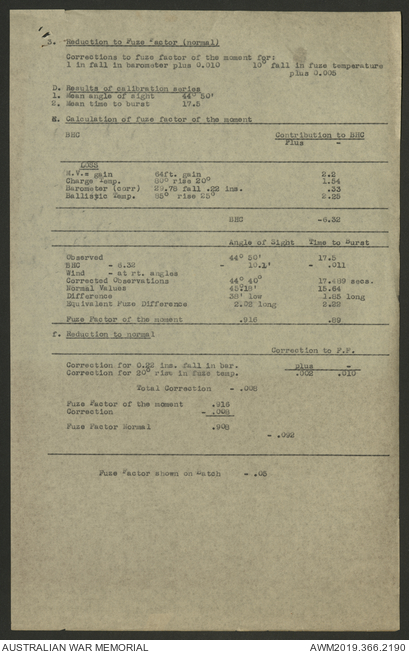 3. Reduction to Fuze Factor (normal)
Corrections to fuze factor of the moment for:
1 in fall in barometer plus 0.010 10° fall in fuze temperature
plus 0.005
D. Results of calibration series
1. Mean angle of sight 44° 50'
2. Mean time to burst 17.5
E. Calculation of fuze factor of the moment
BHC Contribution to BHC
Plus -
LOSS
M.V.s gain 64ft. gain 2.2
Charge Temp. 80° rise 20° 1.54
Barometer (corr) 29.78 fall .22 ins. .33
Ballistic Temp. 85° rise 25° 2.25
BHC -6.32
Angle of Sight Time to Burst
Observed 44° 50' 17.5
BHC - 6.32 - 10.1' - .011
Wind - at rt. angles
Corrected Observations 44° 40' 17.489 secs.
Normal Values 45°18' 15.64
Difference 38' low 1.85 long
Equivalent Fuze Difference 2.02 long 2.22
Fuze Factor of the moment .916 .89
f. Reduction to normal
Correction to F.F.
plus -
Correction for 0.22 ins. fall in bar. .002
Correction for 20° rise in fuze temp. .010
Total Correction - .008
Fuze Factor of the moment .916
Correction - .008
Fuze Factor Normal .908
- .092
Fuze Factor shown on Batch - .05
AUSTRALIAN WAR MEMORIAL AWM2019.366.2190